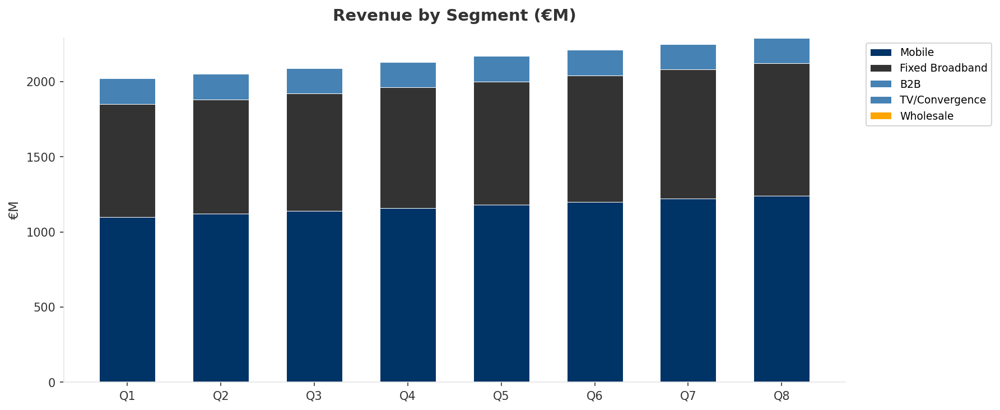 Revenue by Segment (€M)
Mobile
Fixed Broadband
B2B
TV/Convergence
Wholesale
€M
2000
1500
1000
500
0
Q1 Q2 Q3 Q4 Q5 Q6 Q7 Q8